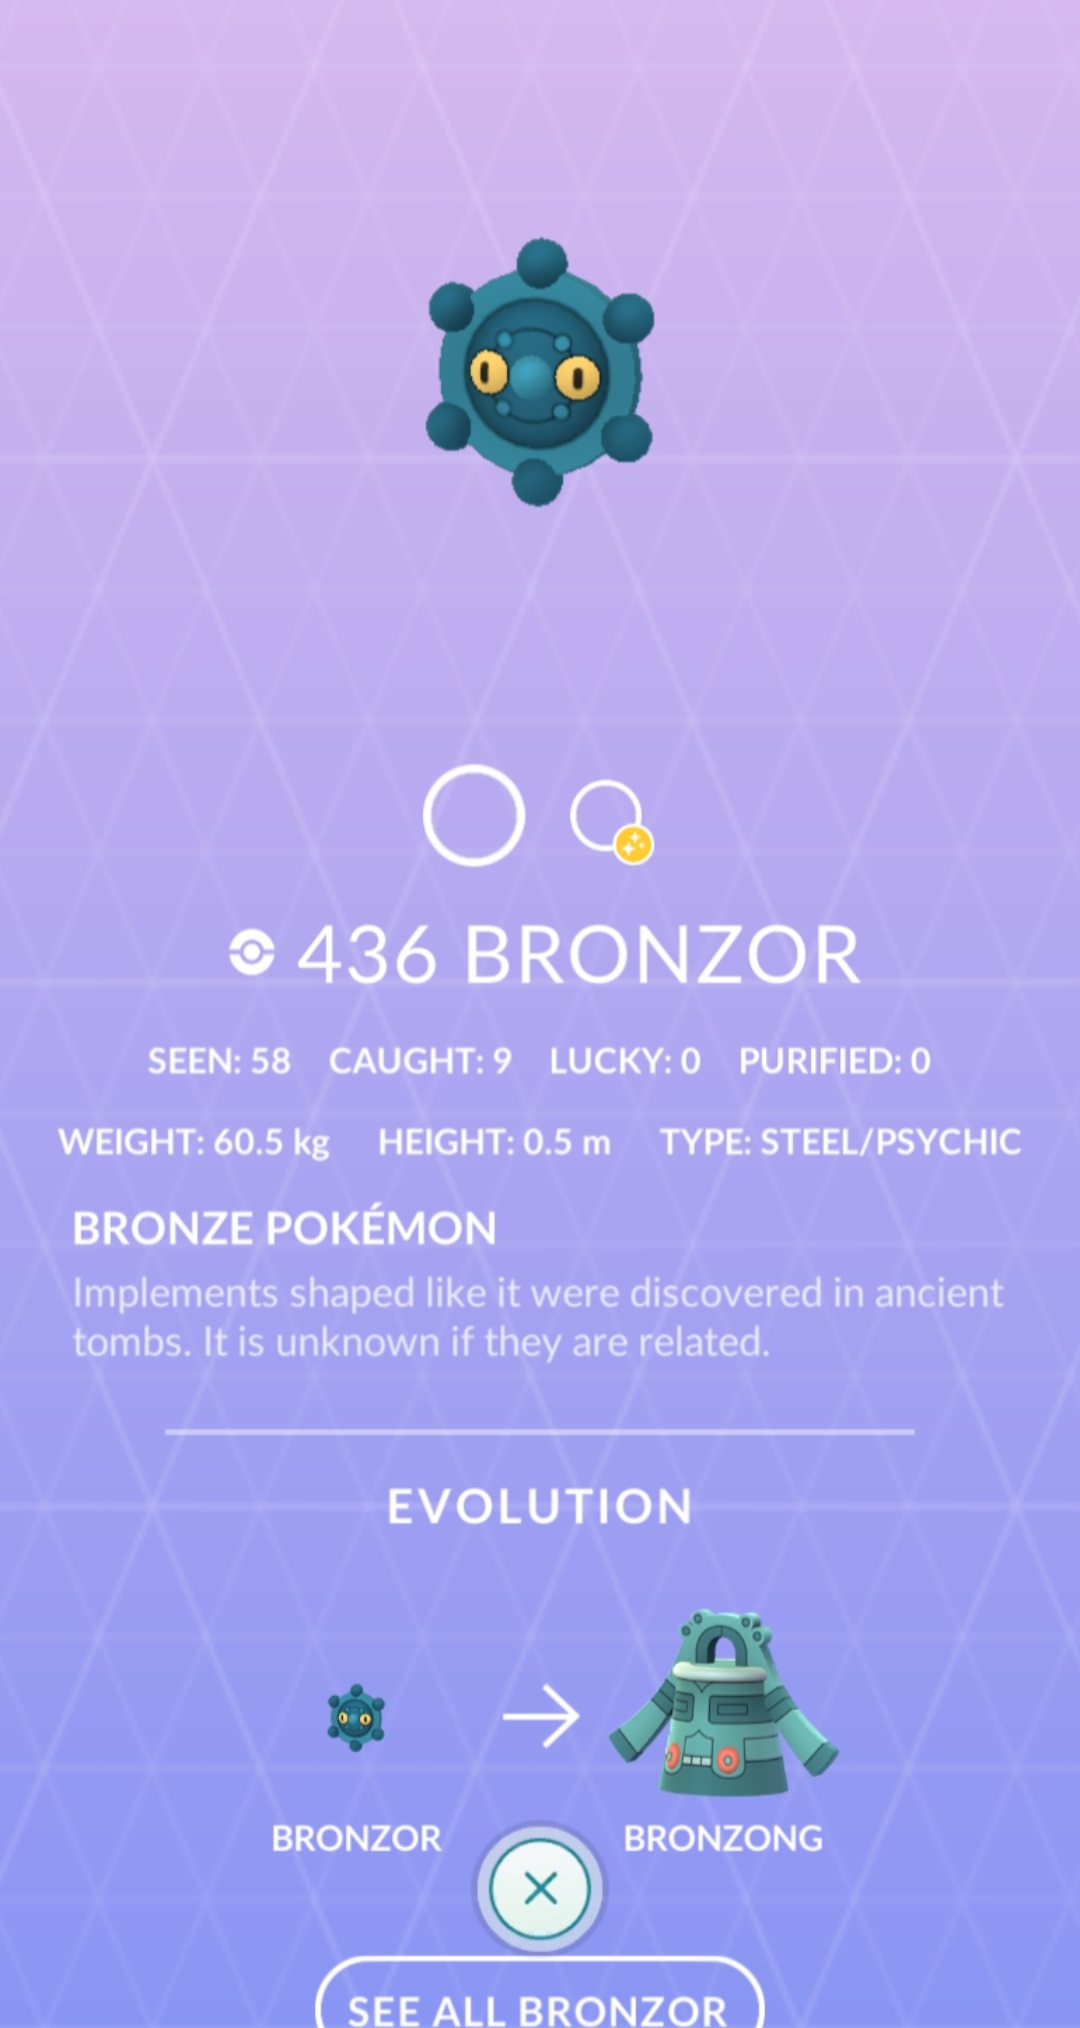 436 BRONZOR
SEEN: 58 CAUGHT: 9 LUCKY: 0 PURIFIED: 0
WEIGHT: 60.5 kg HEIGHT: 0.5 m TYPE: STEEL/PSYCHIC
BRONZE POKÉMON
Implements shaped like it were discovered in ancient
tombs. It is unknown if they are related.
EVOLUTION
BRONZOR BRONZONG
SEE ALL BRONZOR